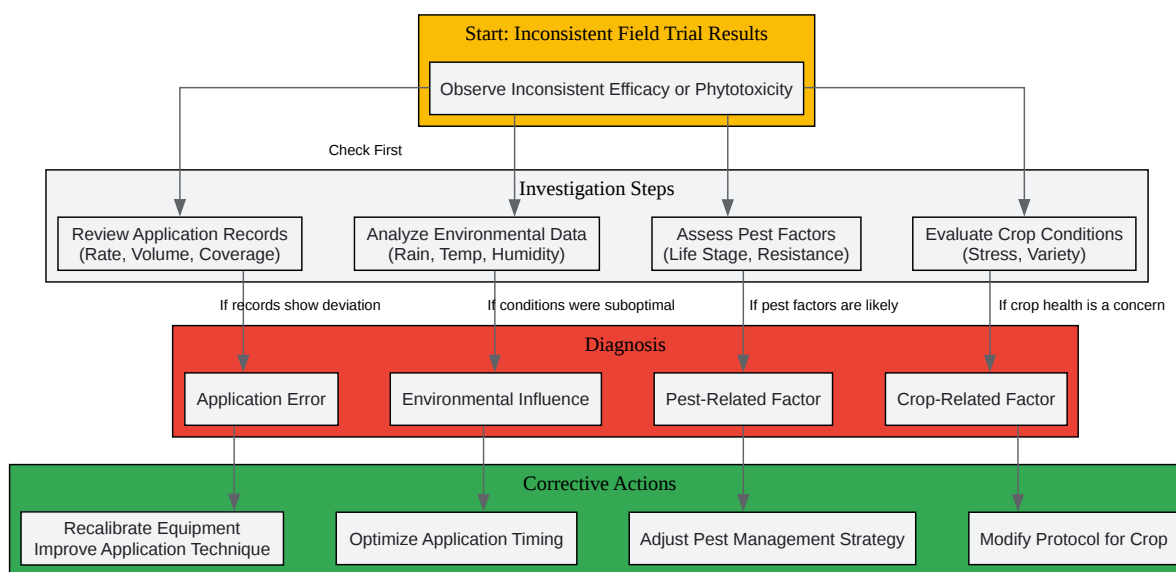 Start: Inconsistent Field Trial Results
Observe Inconsistent Efficacy or Phytotoxicity
Check First
Investigation Steps
Review Application Records
(Rate, Volume, Coverage)
Analyze Environmental Data
(Rain, Temp, Humidity)
Assess Pest Factors
(Life Stage, Resistance)
Evaluate Crop Conditions
(Stress, Variety)
If records show deviation
If conditions were suboptimal
If pest factors are likely
If crop health is a concern
Diagnosis
Application Error
Environmental Influence
Pest-Related Factor
Crop-Related Factor
Corrective Actions
Recalibrate Equipment
Improve Application Technique
Optimize Application Timing
Adjust Pest Management Strategy
Modify Protocol for Crop